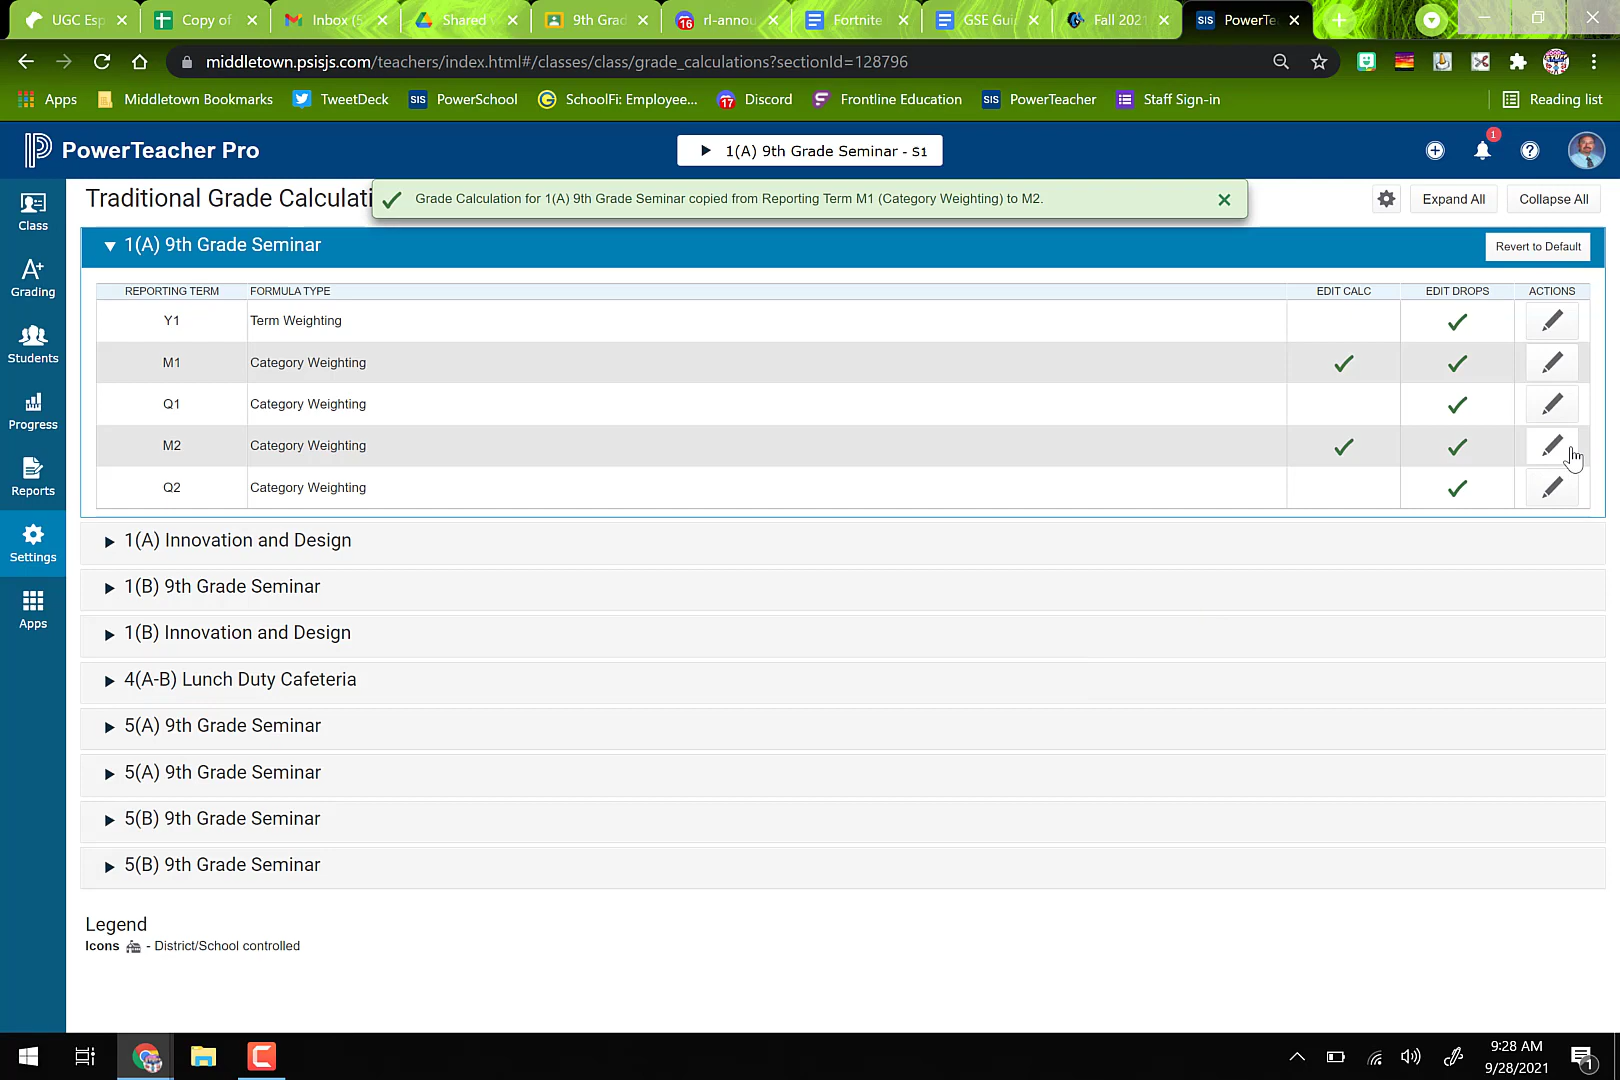 UGC Esp
Copy of
Inbox (5
Shared
9th Grad
16
rl-annou
Fortnite
GSE Gui
Fall 2021
SIS
PowerTe
middletown.psisjs.com/teachers/index.html#/classes/class/grade_calculations?sectionId=128796
Apps
Middletown Bookmarks
TweetDeck
SIS PowerSchool
SchoolFi: Employee...
17 Discord
Frontline Education
SIS PowerTeacher
Staff Sign-in
Reading list
PowerTeacher Pro
1(A) 9th Grade Seminar - S1
1
Class
Grading
Students
Progress
Reports
Settings
Apps
Traditional Grade Calculati
Grade Calculation for 1(A) 9th Grade Seminar copied from Reporting Term M1 (Category Weighting) to M2.
Expand All
Collapse All
1(A) 9th Grade Seminar
Revert to Default
REPORTING TERM FORMULA TYPE EDIT CALC EDIT DROPS ACTIONS
Y1 Term Weighting
M1 Category Weighting
Q1 Category Weighting
M2 Category Weighting
Q2 Category Weighting
1(A) Innovation and Design
1(B) 9th Grade Seminar
1(B) Innovation and Design
4(A-B) Lunch Duty Cafeteria
5(A) 9th Grade Seminar
5(A) 9th Grade Seminar
5(B) 9th Grade Seminar
5(B) 9th Grade Seminar
Legend
Icons - District/School controlled
9:28 AM
9/28/2021
1